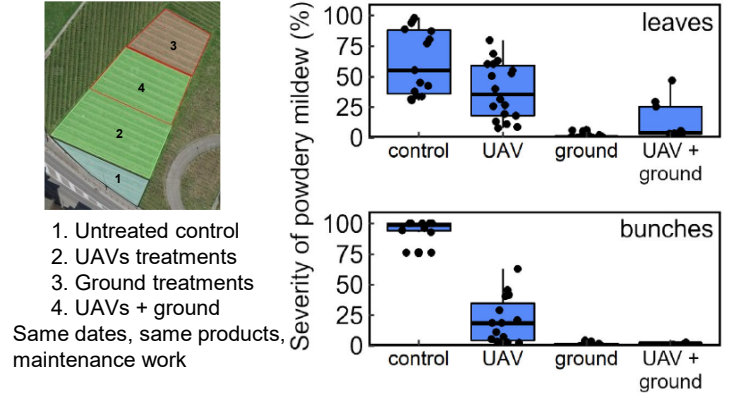 3
4
2
1
1. Untreated control
2. UAVs treatments
3. Ground treatments
4. UAVs + ground
Same dates, same products,
maintenance work
Severity of powdery mildew (%)
leaves
100
75
50
25
0
control UAV ground UAV +
ground
bunches
100
75
50
25
0
control UAV ground UAV +
ground